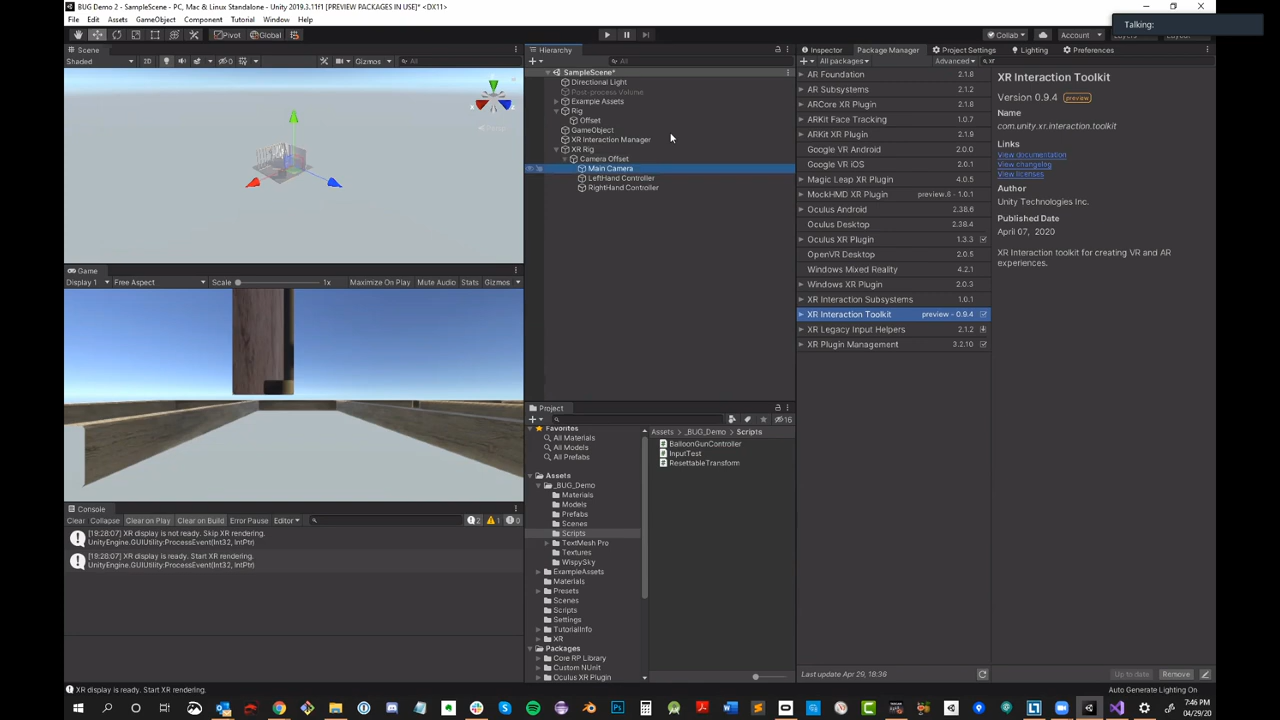 BUG Demo 2 - SampleScene - PC, Mac & Linux Standalone - Unity 2019.3.11f1 [PREVIEW PACKAGES IN USE]* <DX11>
Talking:
File Edit Assets GameObject Component Tutorial Window Help
Pivot Global Collab Account Layers Layout
Scene
Shaded 2D 0 Gizmos All
Persp
Game
Display 1 Free Aspect Scale 1x Maximize On Play Mute Audio Stats Gizmos
Console
Clear Collapse Clear on Play Clear on Build Error Pause Editor 2 1 0
[19:28:07] XR display is not ready. Skip XR rendering.
UnityEngine.GUIUtility:ProcessEvent(Int32, IntPtr)
[19:28:07] XR display is ready. Start XR rendering.
UnityEngine.GUIUtility:ProcessEvent(Int32, IntPtr)
Hierarchy
All
SampleScene*
Directional Light
Post-process Volume
Example Assets
Rig
Offset
GameObject
XR Interaction Manager
XR Rig
Camera Offset
Main Camera
LeftHand Controller
RightHand Controller
Project
16
Favorites
All Materials
All Models
All Prefabs
Assets
_BUG_Demo
Materials
Models
Prefabs
Scenes
Scripts
TextMesh Pro
Textures
WispySky
ExampleAssets
Materials
Presets
Scenes
Scripts
Settings
TutorialInfo
XR
Packages
Core RP Library
Custom NUnit
Oculus XR Plugin
Assets _BUG_Demo Scripts
BalloonGunController
InputTest
ResettableTransform
Inspector Package Manager Project Settings Lighting Preferences
All packages Advanced xr
AR Foundation 2.1.8
AR Subsystems 2.1.8
ARCore XR Plugin 2.1.8
ARKit Face Tracking 1.0.7
ARKit XR Plugin 2.1.8
Google VR Android 2.0.0
Google VR iOS 2.0.0
Magic Leap XR Plugin 4.0.5
MockHMD XR Plugin preview.6 - 1.0.1
Oculus Android 2.38.6
Oculus Desktop 2.38.4
Oculus XR Plugin 1.3.3
OpenVR Desktop 2.0.5
Windows Mixed Reality 4.2.1
Windows XR Plugin 2.0.3
XR Interaction Subsystems 1.0.1
XR Interaction Toolkit preview - 0.9.4
XR Legacy Input Helpers 2.1.2
XR Plugin Management 3.2.10
Last update Apr 29, 18:36
XR Interaction Toolkit
Version 0.9.4 preview
Name
com.unity.xr.interaction.toolkit
Links
View documentation
View changelog
View licenses
Author
Unity Technologies Inc.
Published Date
April 07, 2020
XR Interaction toolkit for creating VR and AR
experiences.
Up to date Remove
XR display is ready. Start XR rendering.
Auto Generate Lighting On
7:46 PM
04/29/20